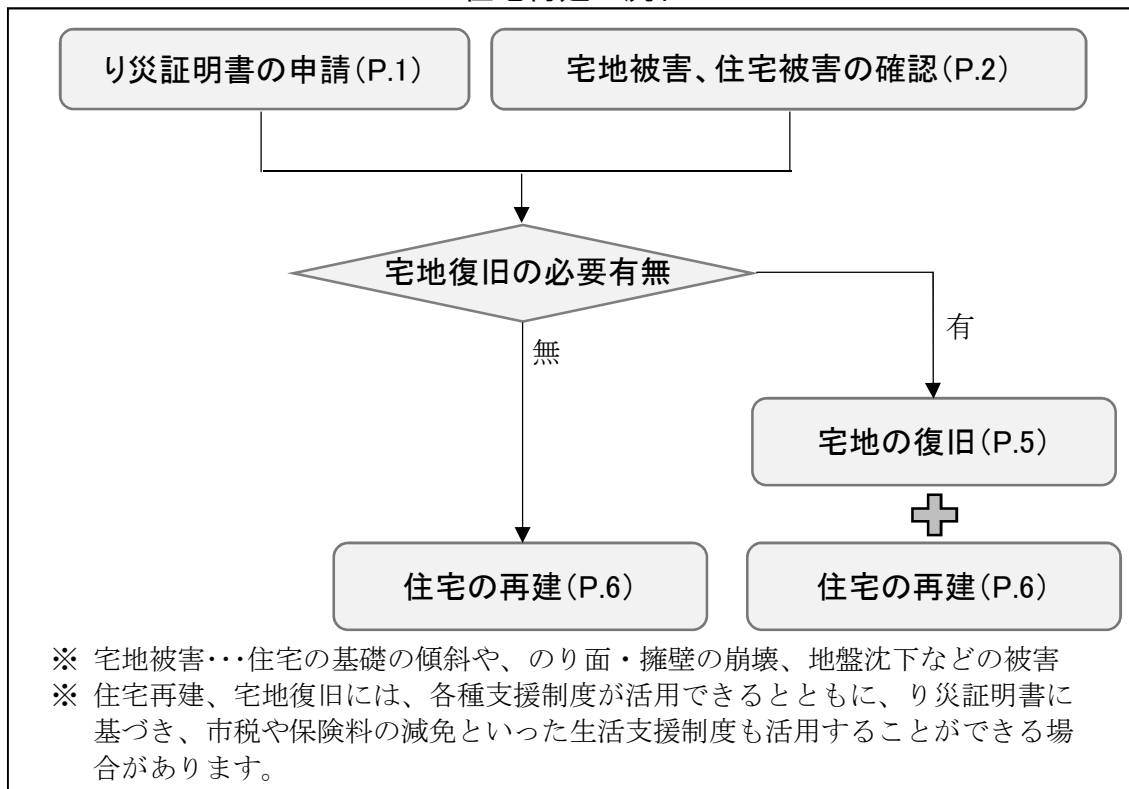 り災証明書の申請(P.1)
宅地被害、住宅被害の確認(P.2)
宅地復旧の必要有無
有
無
宅地の復旧(P.5)
住宅の再建(P.6)
住宅の再建(P.6)
※ 宅地被害･･･住宅の基礎の傾斜や、のり面・擁壁の崩壊、地盤沈下などの被害
※ 住宅再建、宅地復旧には、各種支援制度が活用できるとともに、り災証明書に
基づき、市税や保険料の減免といった生活支援制度も活用することができる場
合があります。